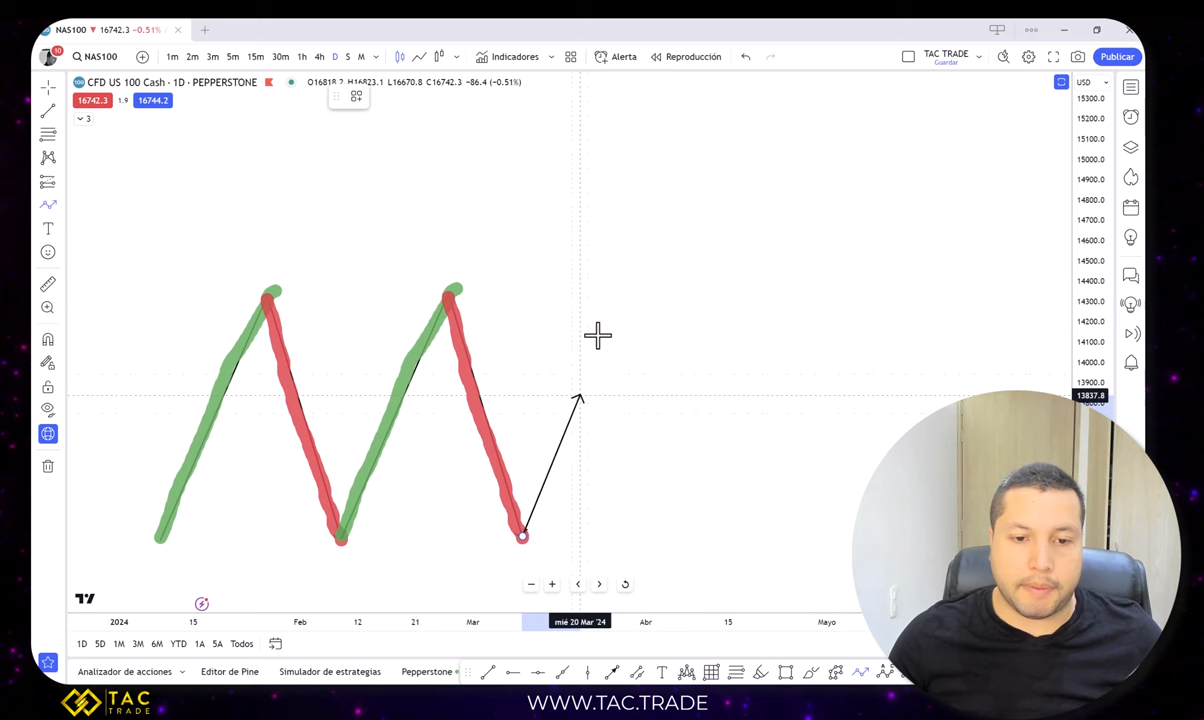 NAS100 16742.3 −0.51%
10
NAS100
1m 2m 3m 5m 15m 30m 1h 4h D S M
Indicadores
Alerta
Reproducción
TAC TRADE
Guardar
Publicar
CFD US 100 Cash · 1D · PEPPERSTONE
O16818.2 H16823.1 L16670.8 C16742.3 −86.4 (−0.51%)
16742.3 1.9 16744.2
3
USD
15300.0
15200.0
15100.0
15000.0
14900.0
14800.0
14700.0
14600.0
14500.0
14400.0
14300.0
14200.0
14100.0
14000.0
13900.0
13837.8
2024 15 Feb 12 21 Mar mié 20 Mar '24 Abr 15 Mayo
1D 5D 1M 3M 6M YTD 1A 5A Todos
Analizador de acciones Editor de Pine Simulador de estrategias Pepperstone
TAC
TRADE
WWW.TAC.TRADE